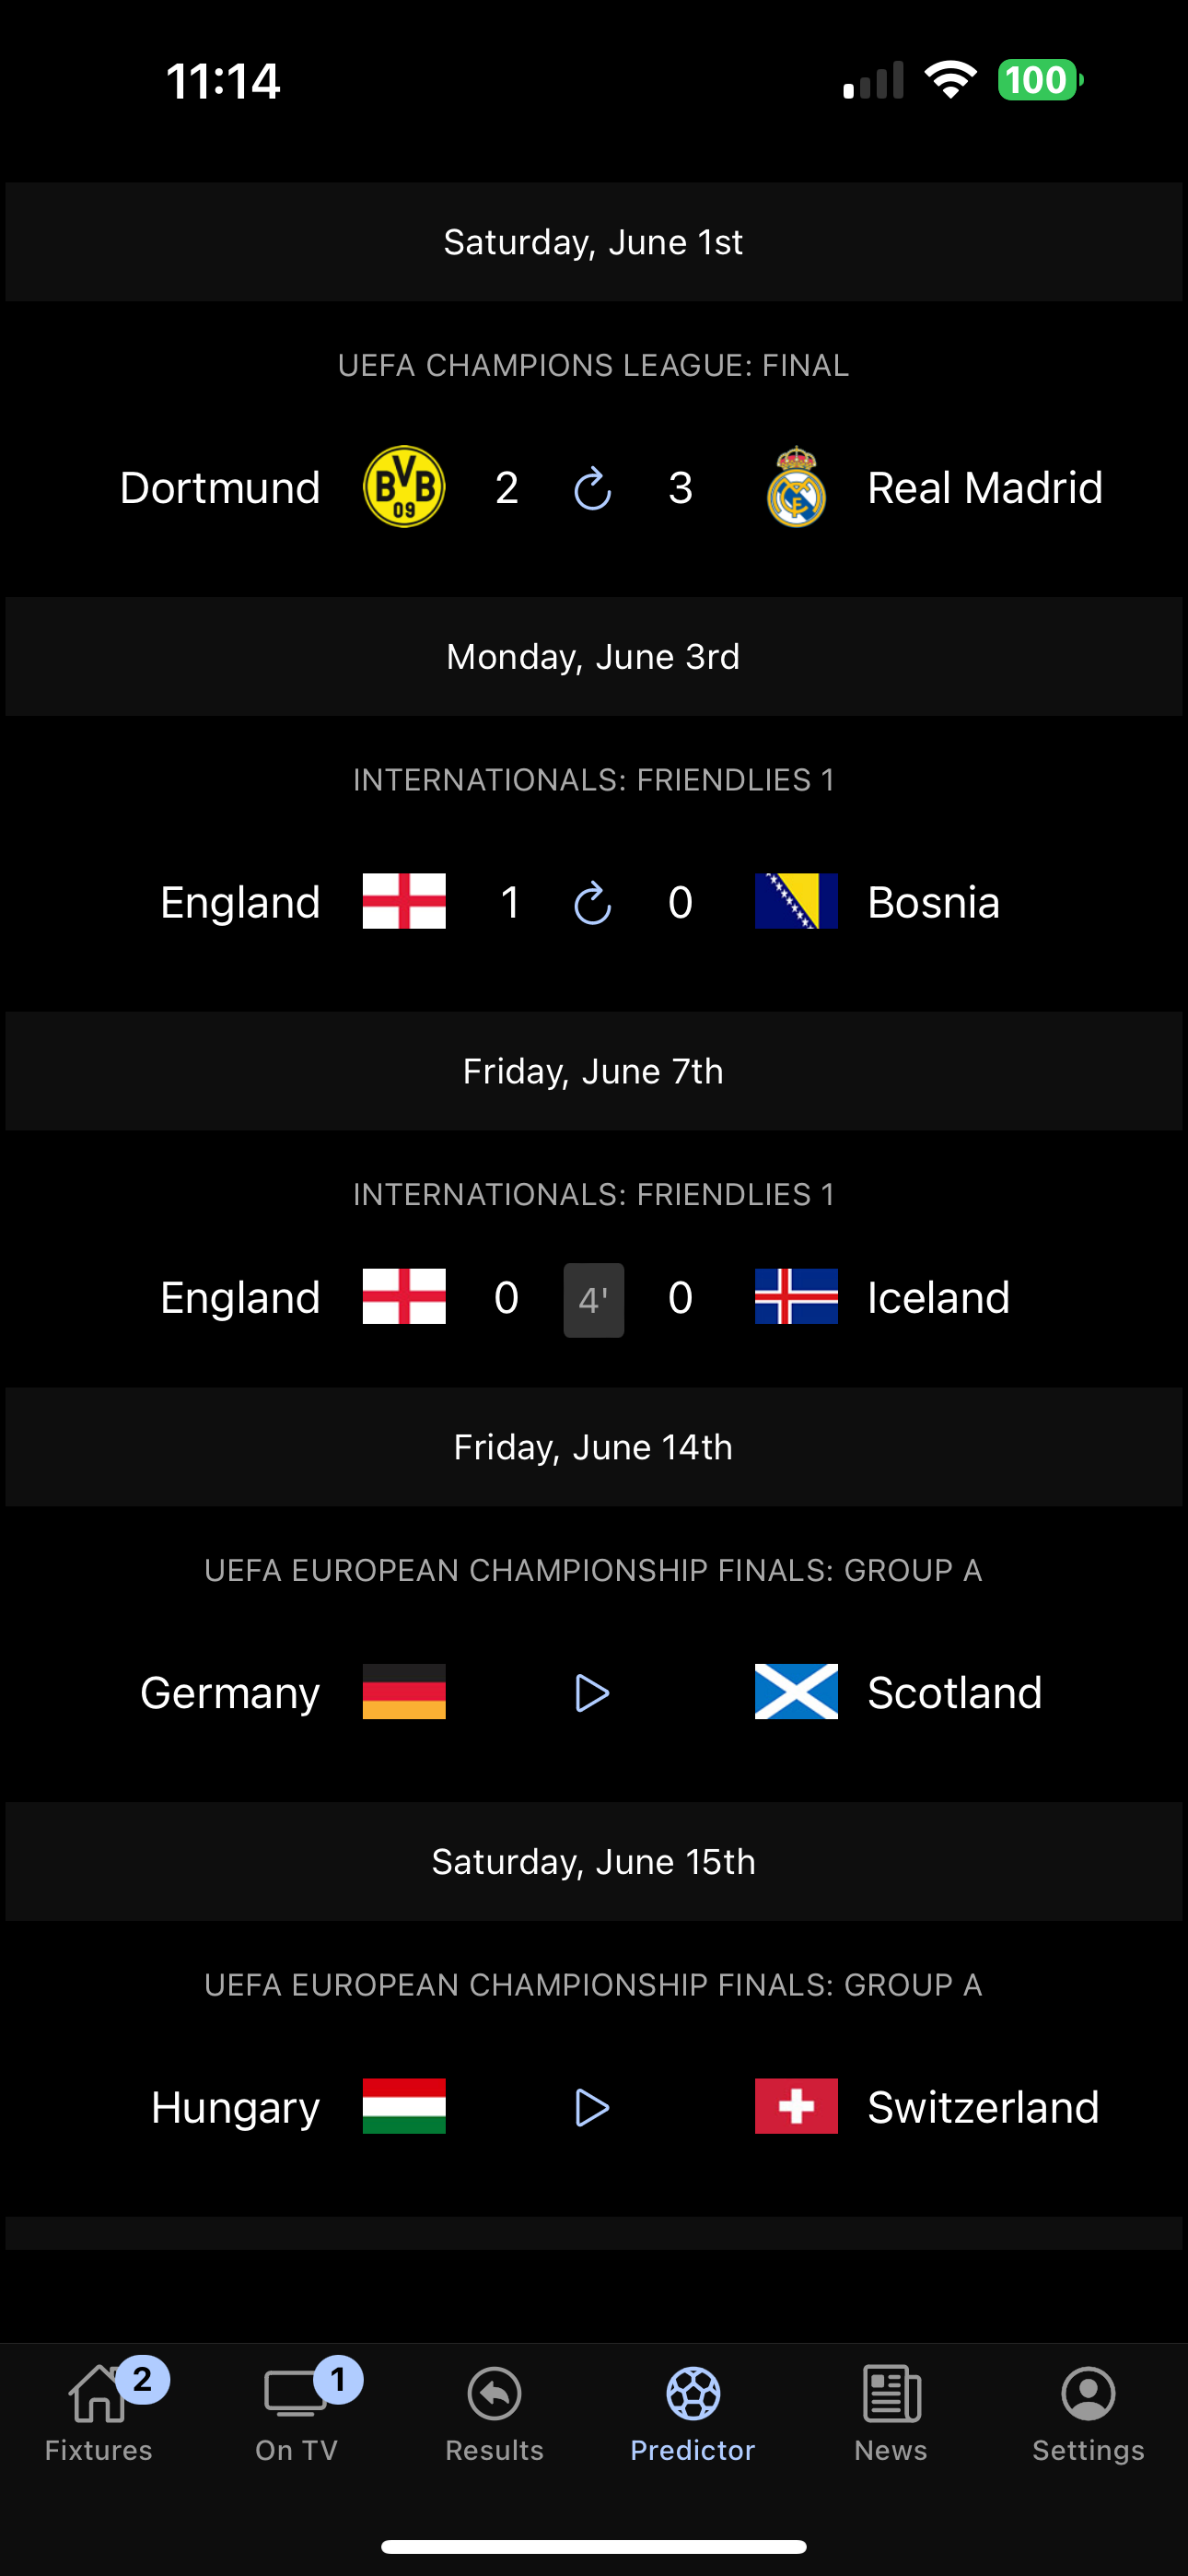 11:14
100
Saturday, June 1st
UEFA CHAMPIONS LEAGUE: FINAL
Dortmund BVB 09 2 3 Real Madrid
Monday, June 3rd
INTERNATIONALS: FRIENDLIES 1
England 1 0 Bosnia
Friday, June 7th
INTERNATIONALS: FRIENDLIES 1
England 0 4' 0 Iceland
Friday, June 14th
UEFA EUROPEAN CHAMPIONSHIP FINALS: GROUP A
Germany Scotland
Saturday, June 15th
UEFA EUROPEAN CHAMPIONSHIP FINALS: GROUP A
Hungary Switzerland
2 1
Fixtures On TV Results Predictor News Settings